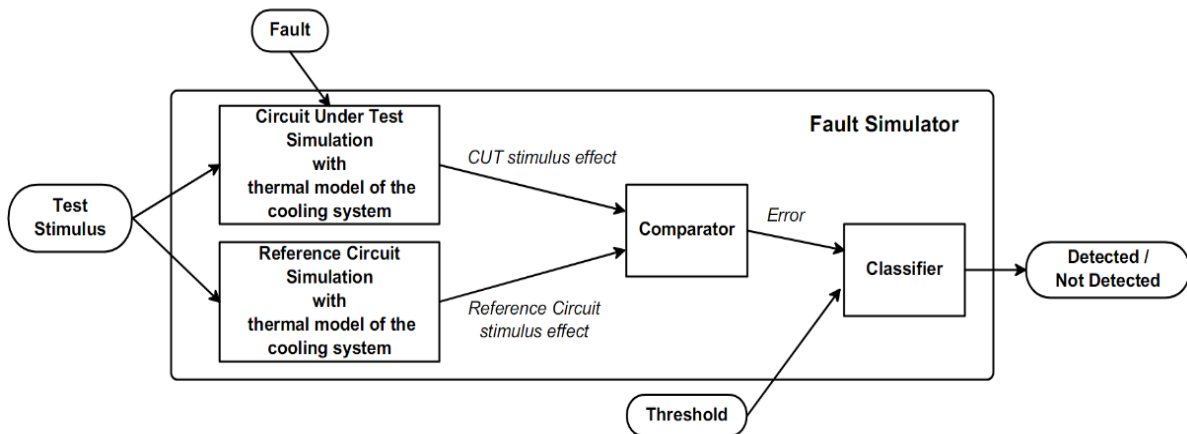 Fault
Circuit Under Test
Simulation
with
thermal model of the
cooling system
Fault Simulator
CUT stimulus effect
Test
Stimulus
Comparator
Error
Reference Circuit
Simulation
with
thermal model of the
cooling system
Classifier
Detected /
Not Detected
Reference Circuit
stimulus effect
Threshold